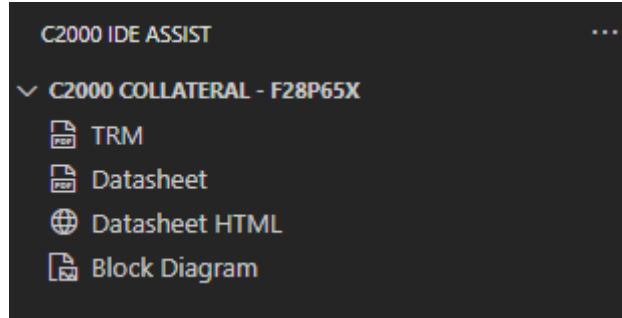 C2000 IDE ASSIST
C2000 COLLATERAL - F28P65X
TRM
Datasheet
Datasheet HTML
Block Diagram